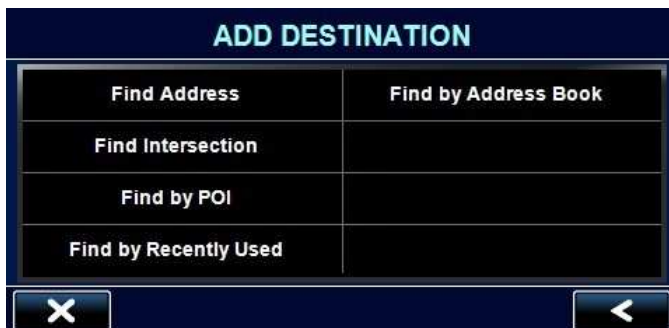 ADD DESTINATION
Find Address
Find by Address Book
Find Intersection
Find by POI
Find by Recently Used